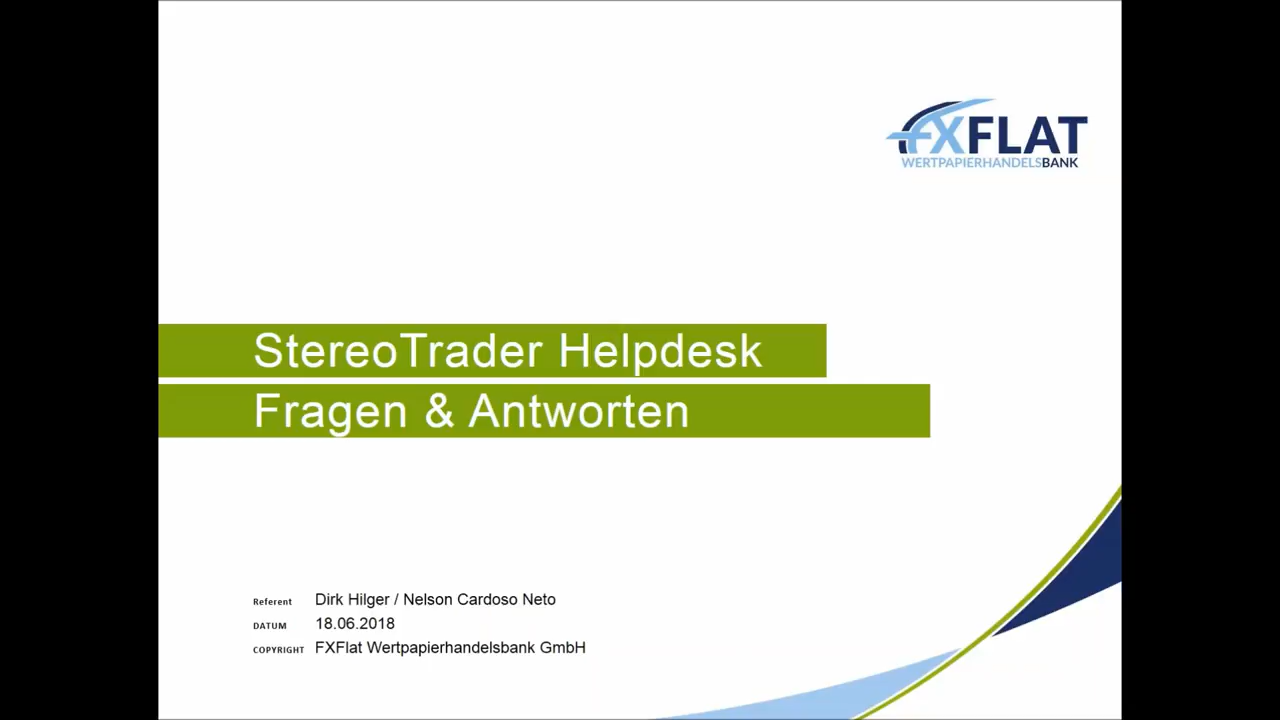 FXFLAT
WERTPAPIERHANDELSBANK
StereoTrader Helpdesk
Fragen & Antworten
Referent Dirk Hilger / Nelson Cardoso Neto
DATUM 18.06.2018
COPYRIGHT FXFlat Wertpapierhandelsbank GmbH